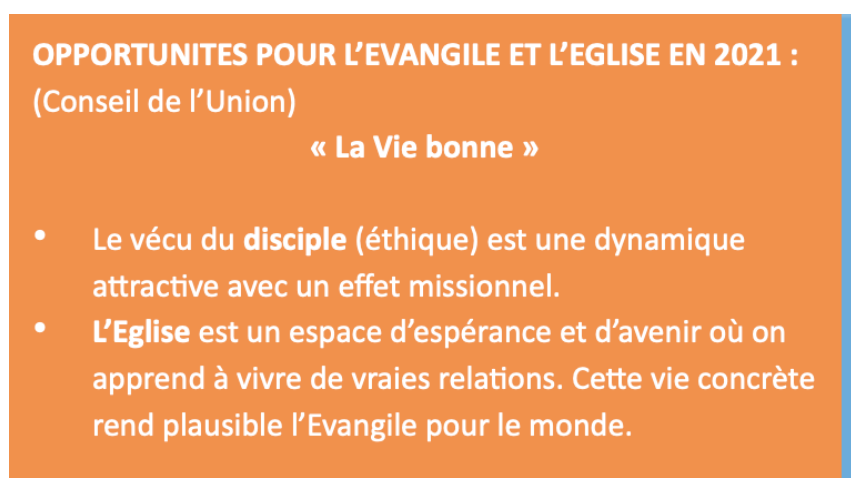 OPPORTUNITES POUR L’EVANGILE ET L’EGLISE EN 2021 :
(Conseil de l’Union)
« La Vie bonne »
• Le vécu du disciple (éthique) est une dynamique
attractive avec un effet missionnel.
• L’Eglise est un espace d’espérance et d’avenir où on
apprend à vivre de vraies relations. Cette vie concrète
rend plausible l’Evangile pour le monde.